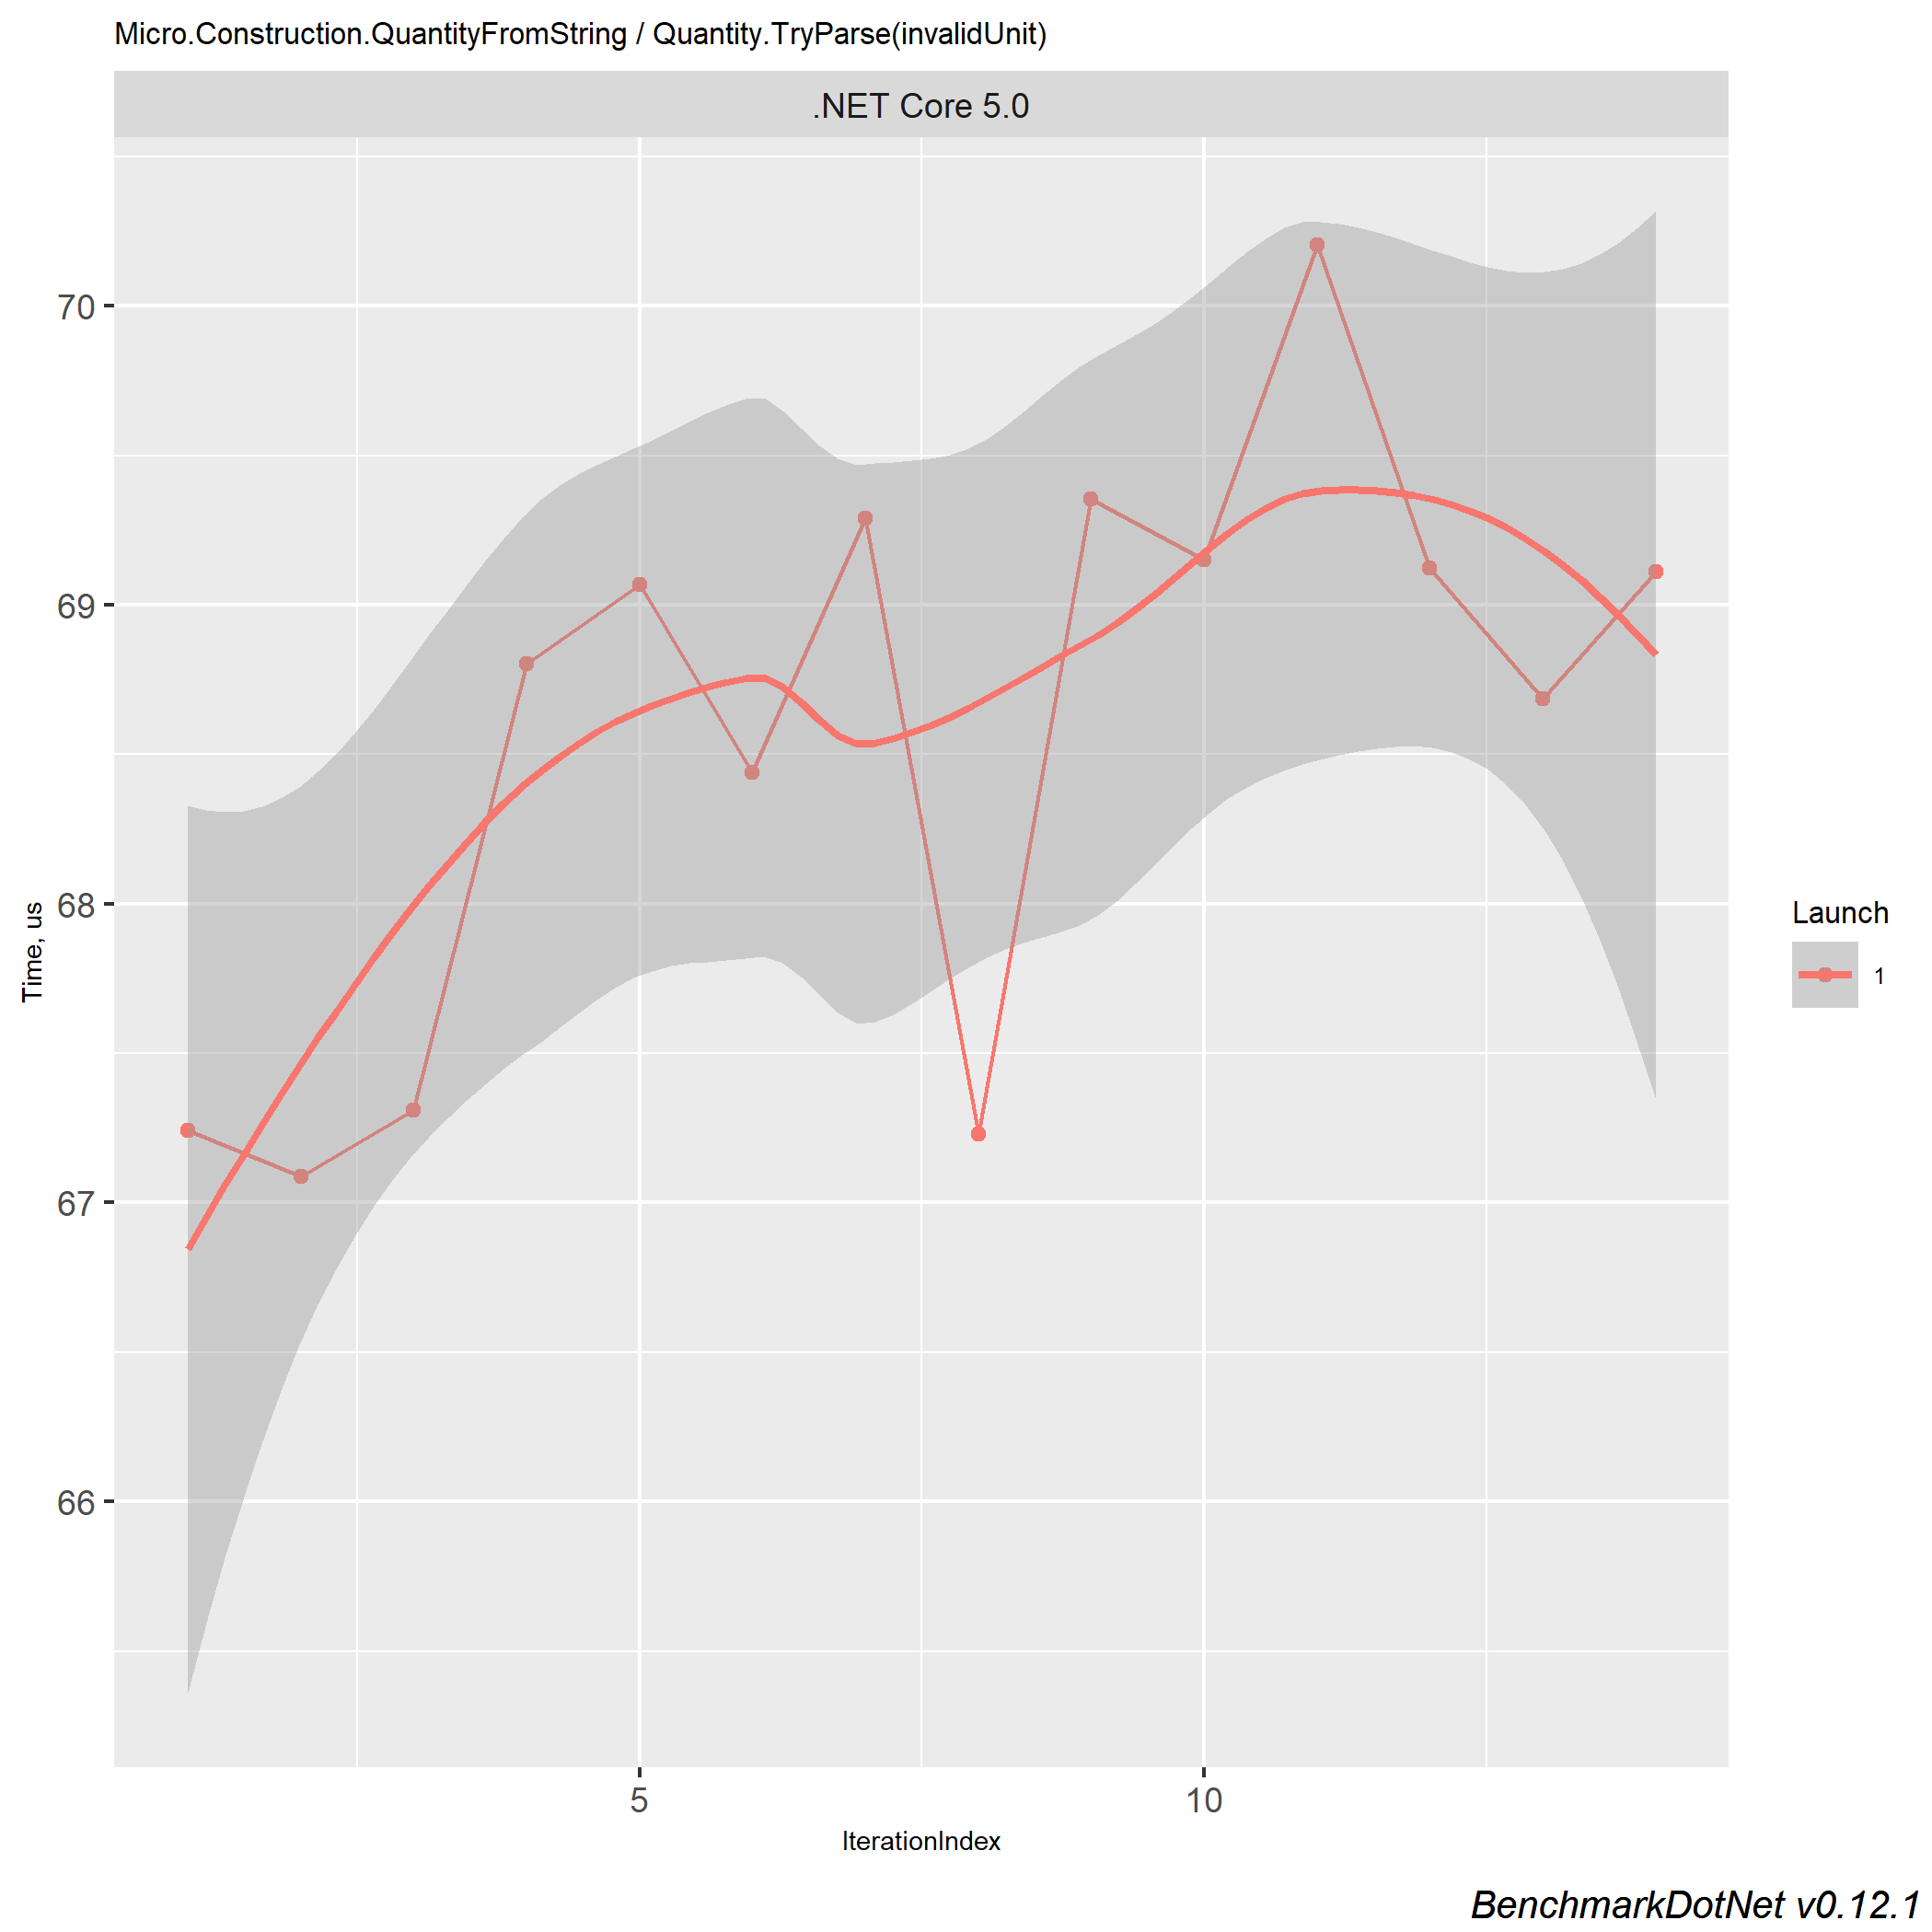 Micro.Construction.QuantityFromString / Quantity.TryParse(invalidUnit)
.NET Core 5.0
70
69
68
67
66
Time, us
5
10
IterationIndex
Launch
1
BenchmarkDotNet v0.12.1